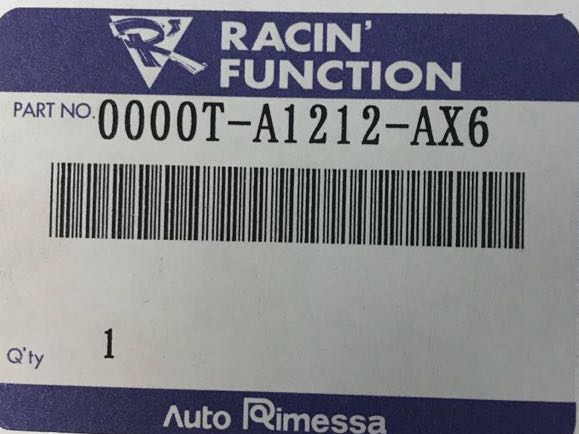 RACIN'
FUNCTION
PART NO. 0000T-A1212-AX6
Q'ty 1
Auto Rimessa